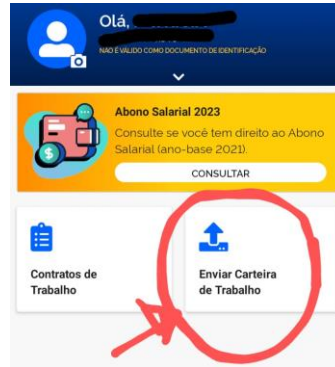 Olá,
NÃO É VÁLIDO COMO DOCUMENTO DE IDENTIFICAÇÃO
Abono Salarial 2023
Consulte se você tem direito ao Abono
Salarial (ano-base 2021).
CONSULTAR
Contratos de
Trabalho
Enviar Carteira
de Trabalho